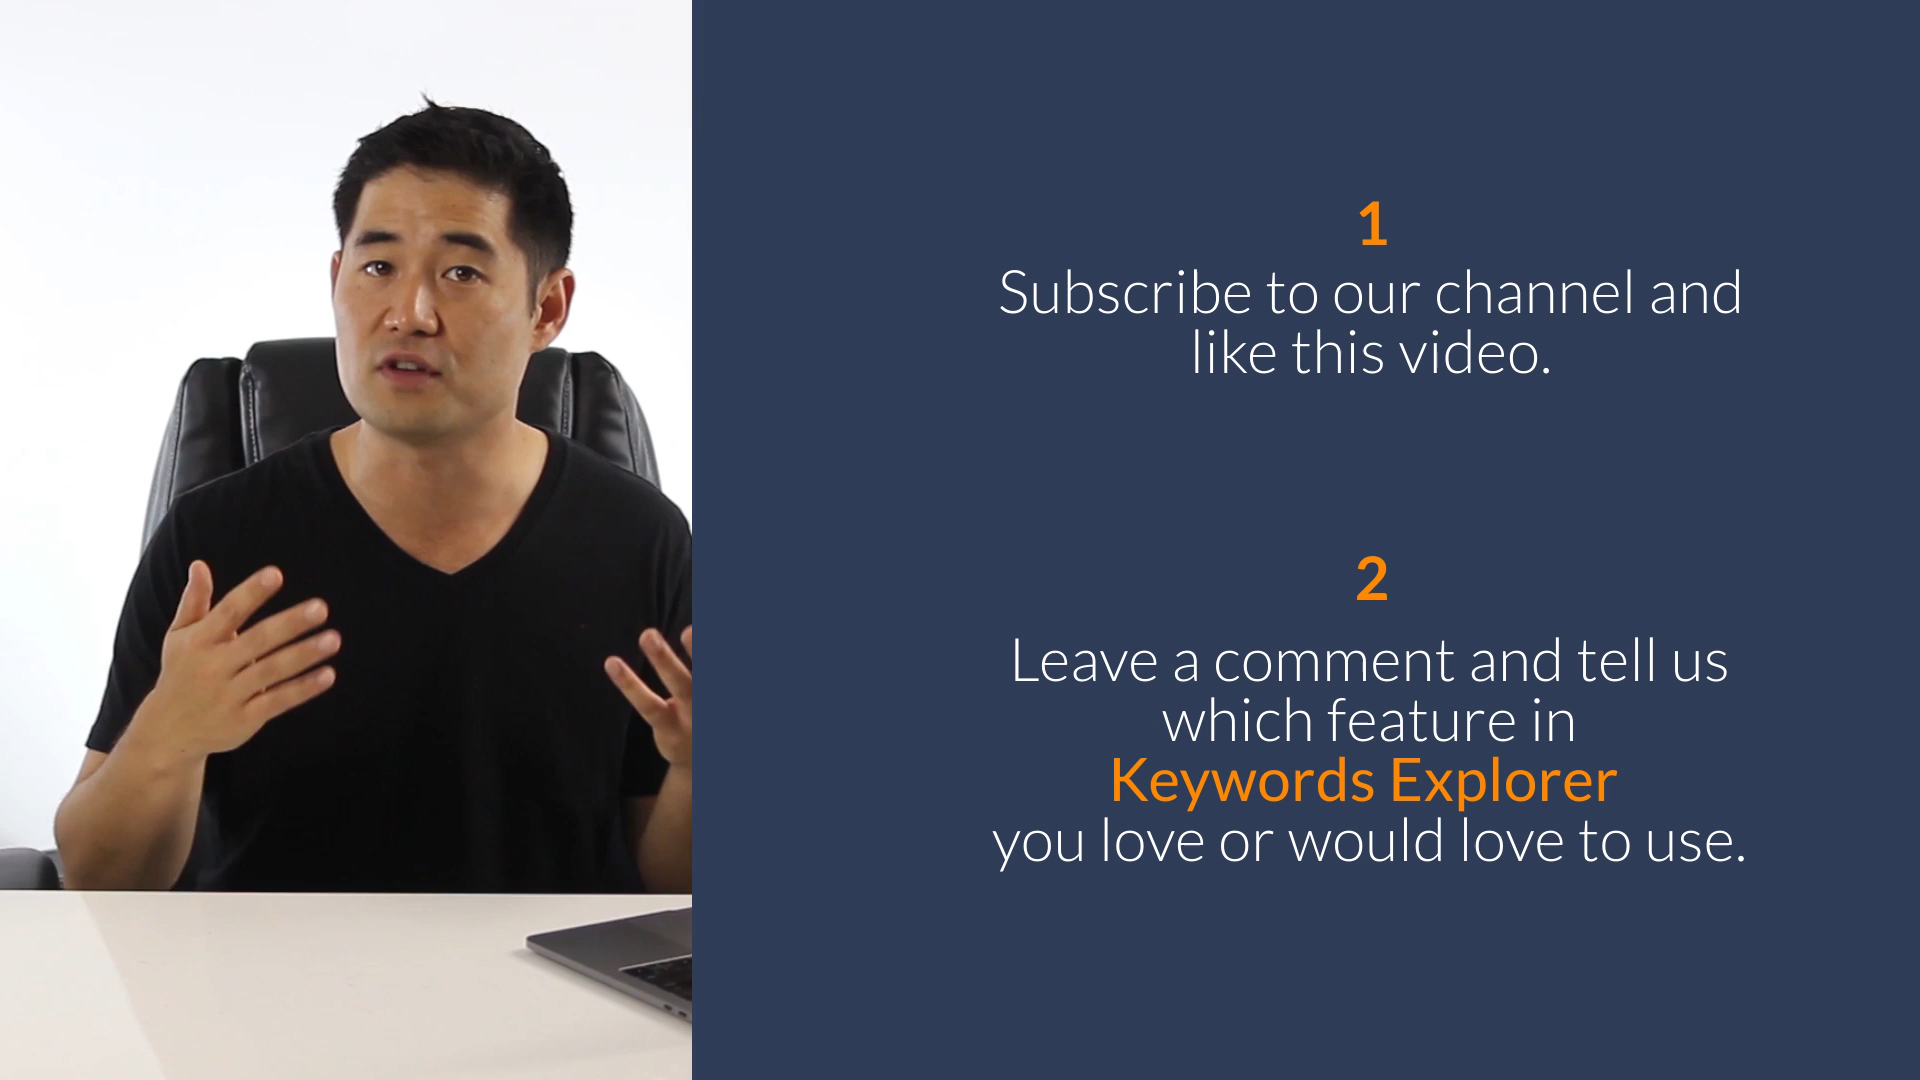 1
Subscribe to our channel and
like this video.
2
Leave a comment and tell us
which feature in
Keywords Explorer
you love or would love to use.